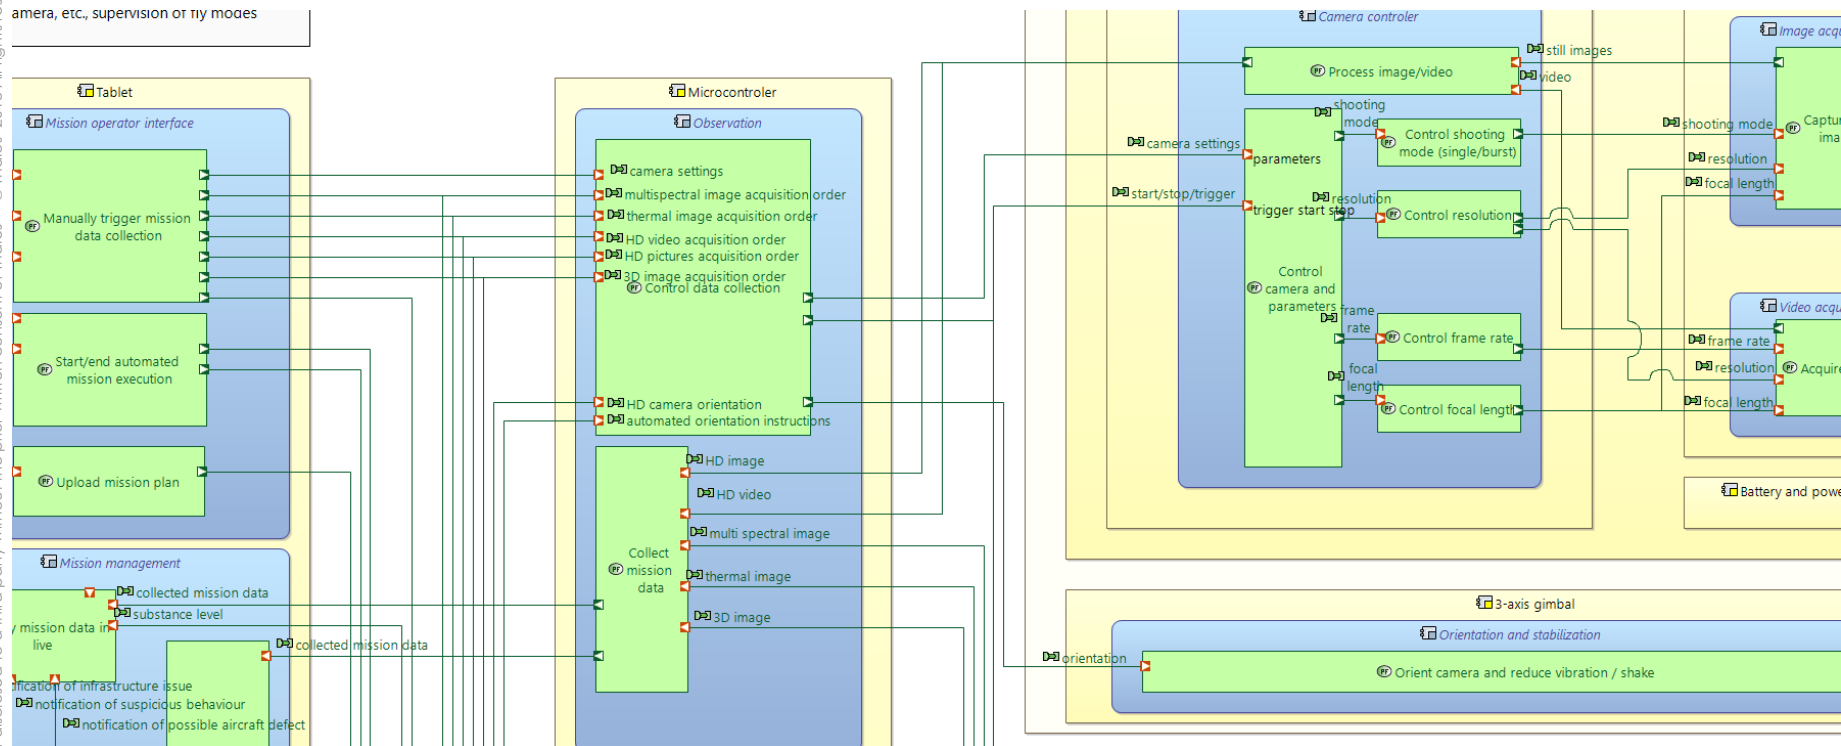 amera, etc., supervision of fly modes
Tablet
Mission operator interface
Manually trigger mission
data collection
Start/end automated
mission execution
Upload mission plan
Mission management
collected mission data
substance level
mission data in
live
collected mission data
of infrastructure issue
notification of suspicious behaviour
notification of possible aircraft defect
Microcontroler
Observation
camera settings
multispectral image acquisition order
thermal image acquisition order
HD video acquisition order
HD pictures acquisition order
3D image acquisition order
Control data collection
HD camera orientation
automated orientation instructions
HD image
HD video
multi spectral image
thermal image
3D image
Collect
mission
data
Camera controler
Process image/video
still images
video
camera settings
start/stop/trigger
parameters
trigger start stop
Control
camera and
parameters
shooting
mode
Control shooting
mode (single/burst)
resolution
Control resolution
frame
rate
Control frame rate
focal
length
Control focal length
shooting mode
resolution
focal length
Image acqu
Captur
ima
Video acqu
frame rate
resolution
focal length
Acquire
Battery and powe
3-axis gimbal
Orientation and stabilization
orientation
Orient camera and reduce vibration / shake